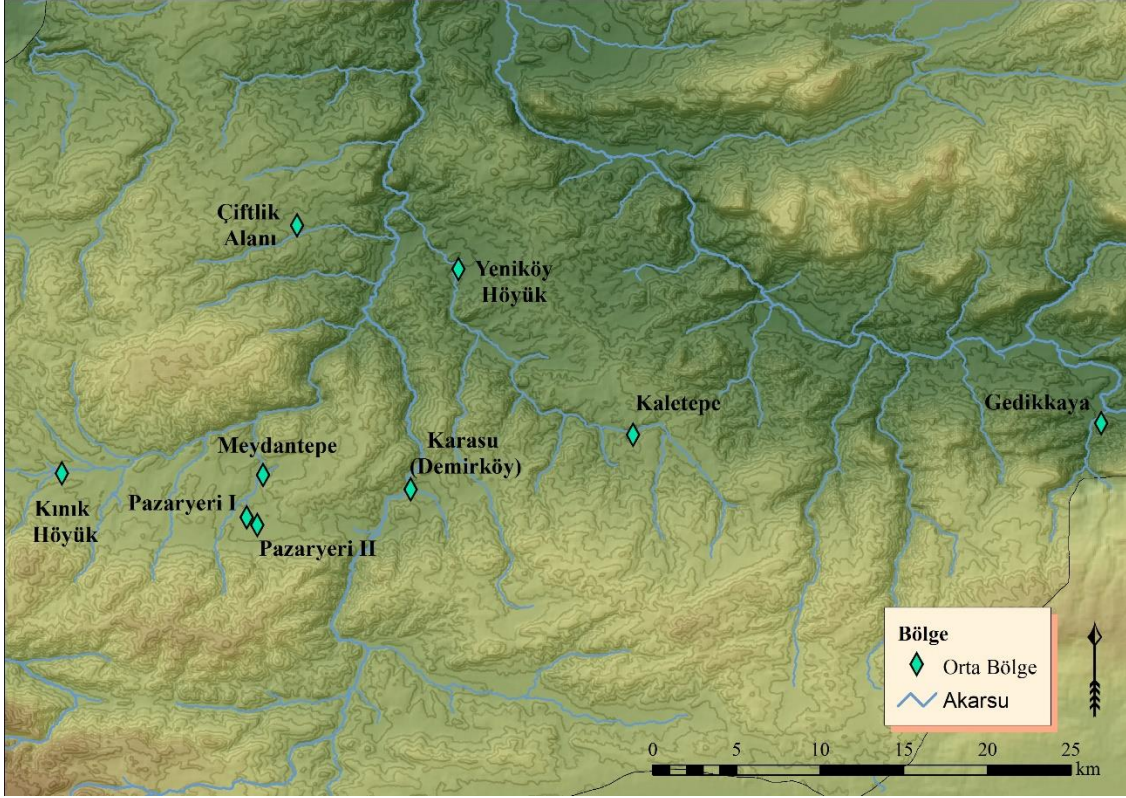 Çiftlik
Alanı
Yeniköy
Höyük
Kaletepe
Gedikkaya
Meydantepe
Karasu
(Demirköy)
Kınık
Höyük
Pazaryeri I
Pazaryeri II
Bölge
Orta Bölge
Akarsu
0 5 10 15 20 25
km